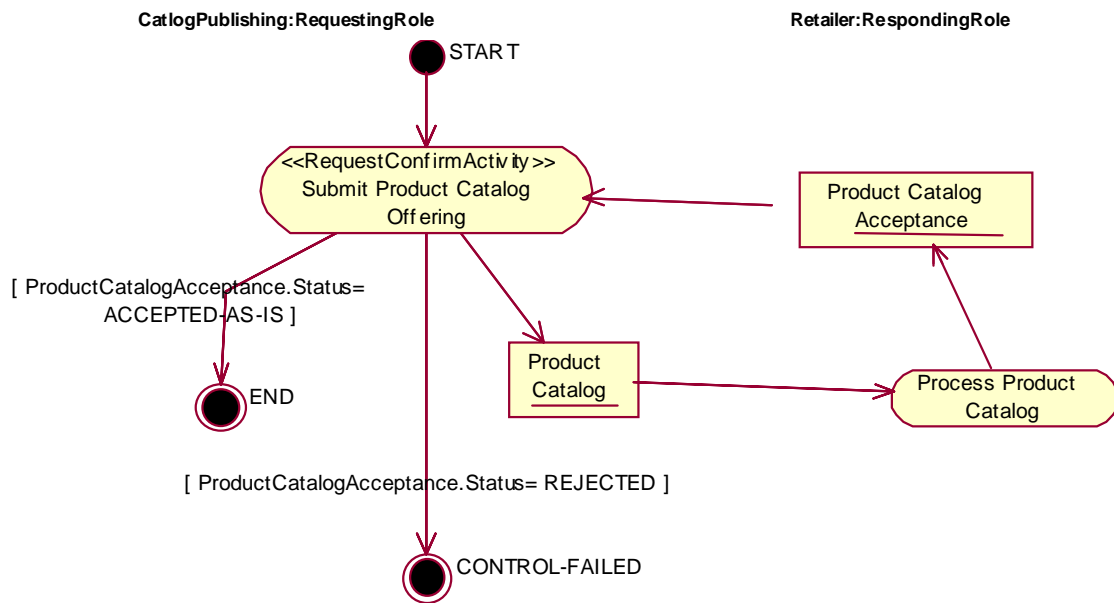 CatlogPublishing:RequestingRole
Retailer:RespondingRole
START
<<RequestConfirmActivity>>
Submit Product Catalog
Offering
Product Catalog
Acceptance
[ ProductCatalogAcceptance.Status=
ACCEPTED-AS-IS ]
Product
Catalog
Process Product
Catalog
END
[ ProductCatalogAcceptance.Status= REJECTED ]
CONTROL-FAILED